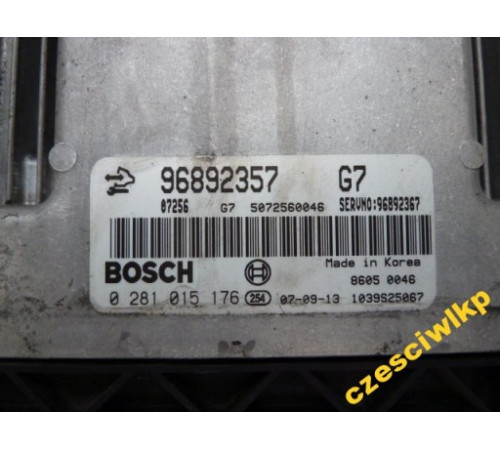 96892357 G7
07256 G7 5072560046 SERVNO:96892367
BOSCH
Made in Korea
8605 0046
0 281 015 176 254 07-09-13 1039S25067
czesciwlkp